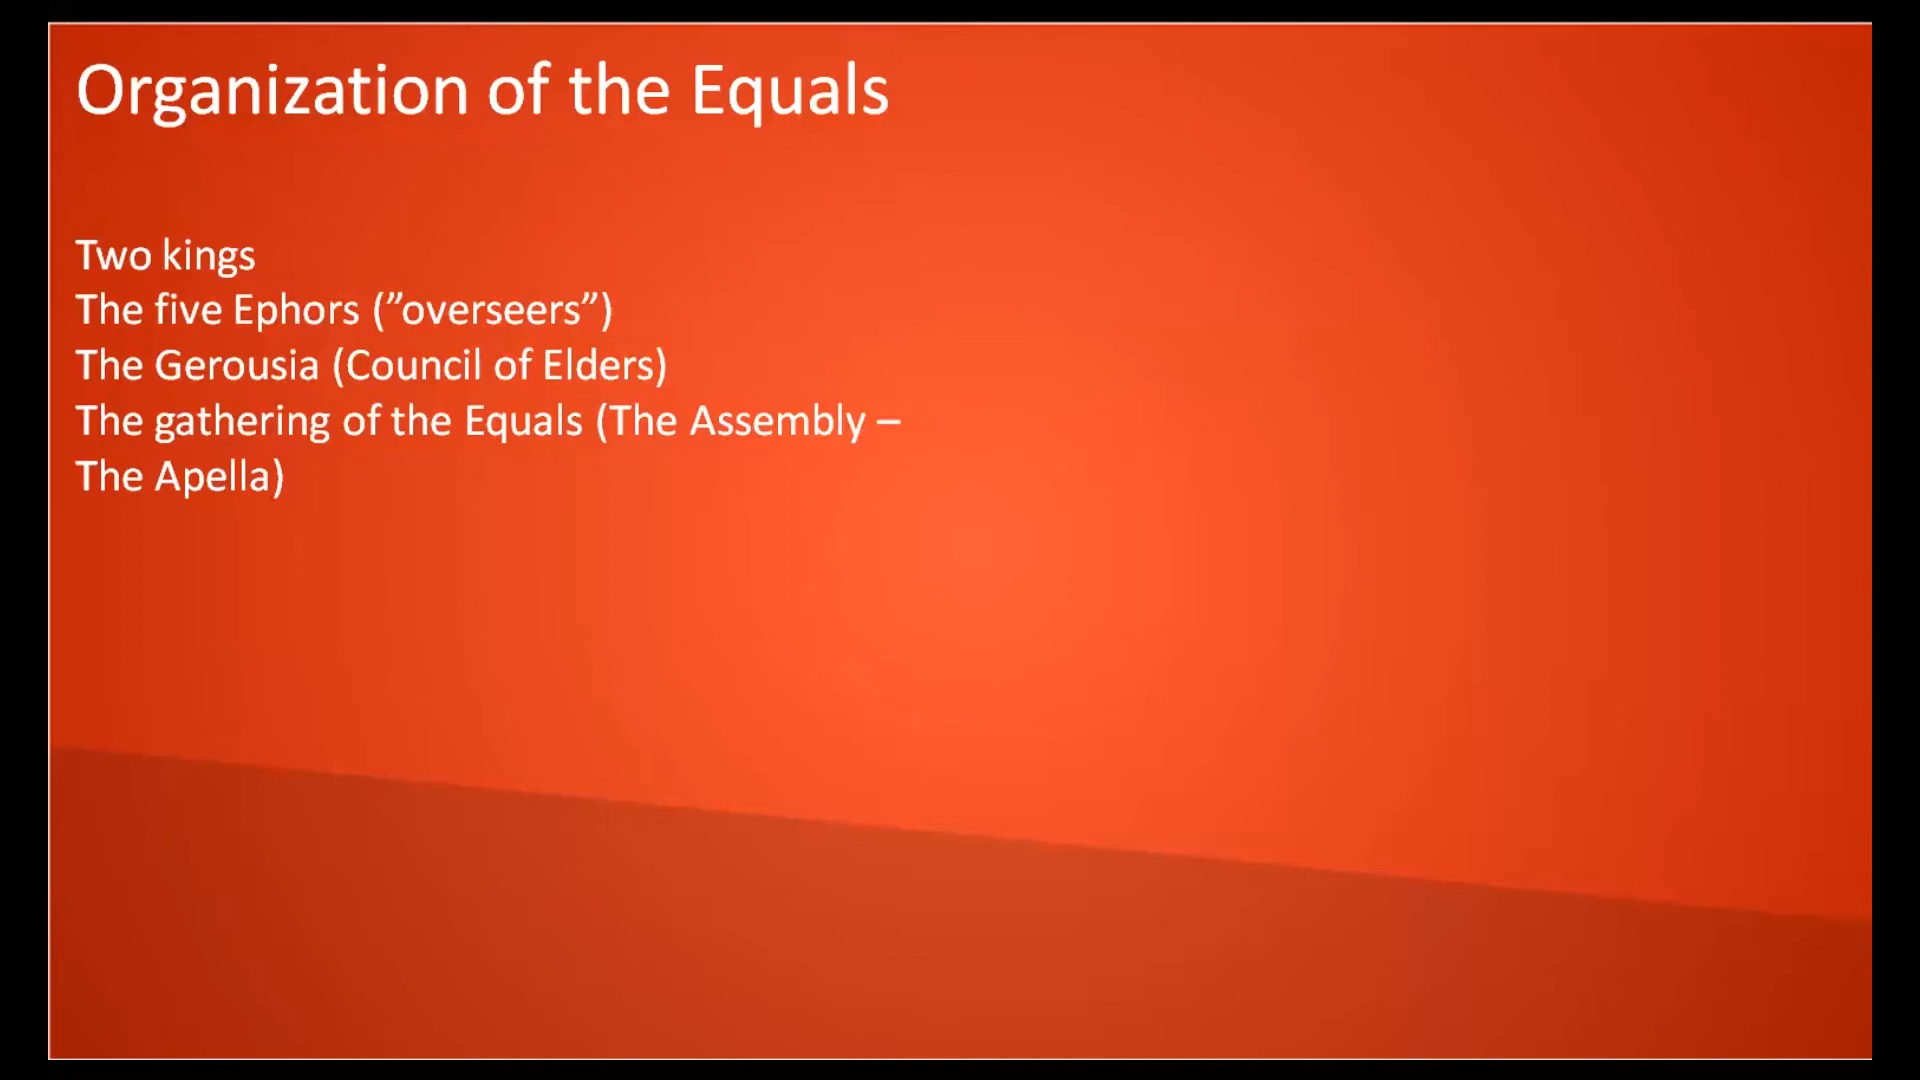 Organization of the Equals
Two kings
The five Ephors (”overseers”)
The Gerousia (Council of Elders)
The gathering of the Equals (The Assembly –
The Apella)